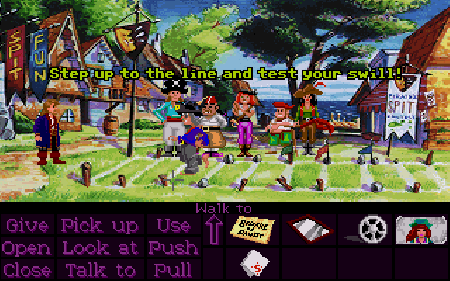 SPIT
FUN
Step up to the line and test your swill!
SPIT
Walk to
Give Pick up Use
Open Look at Push
Close Talk to Pull